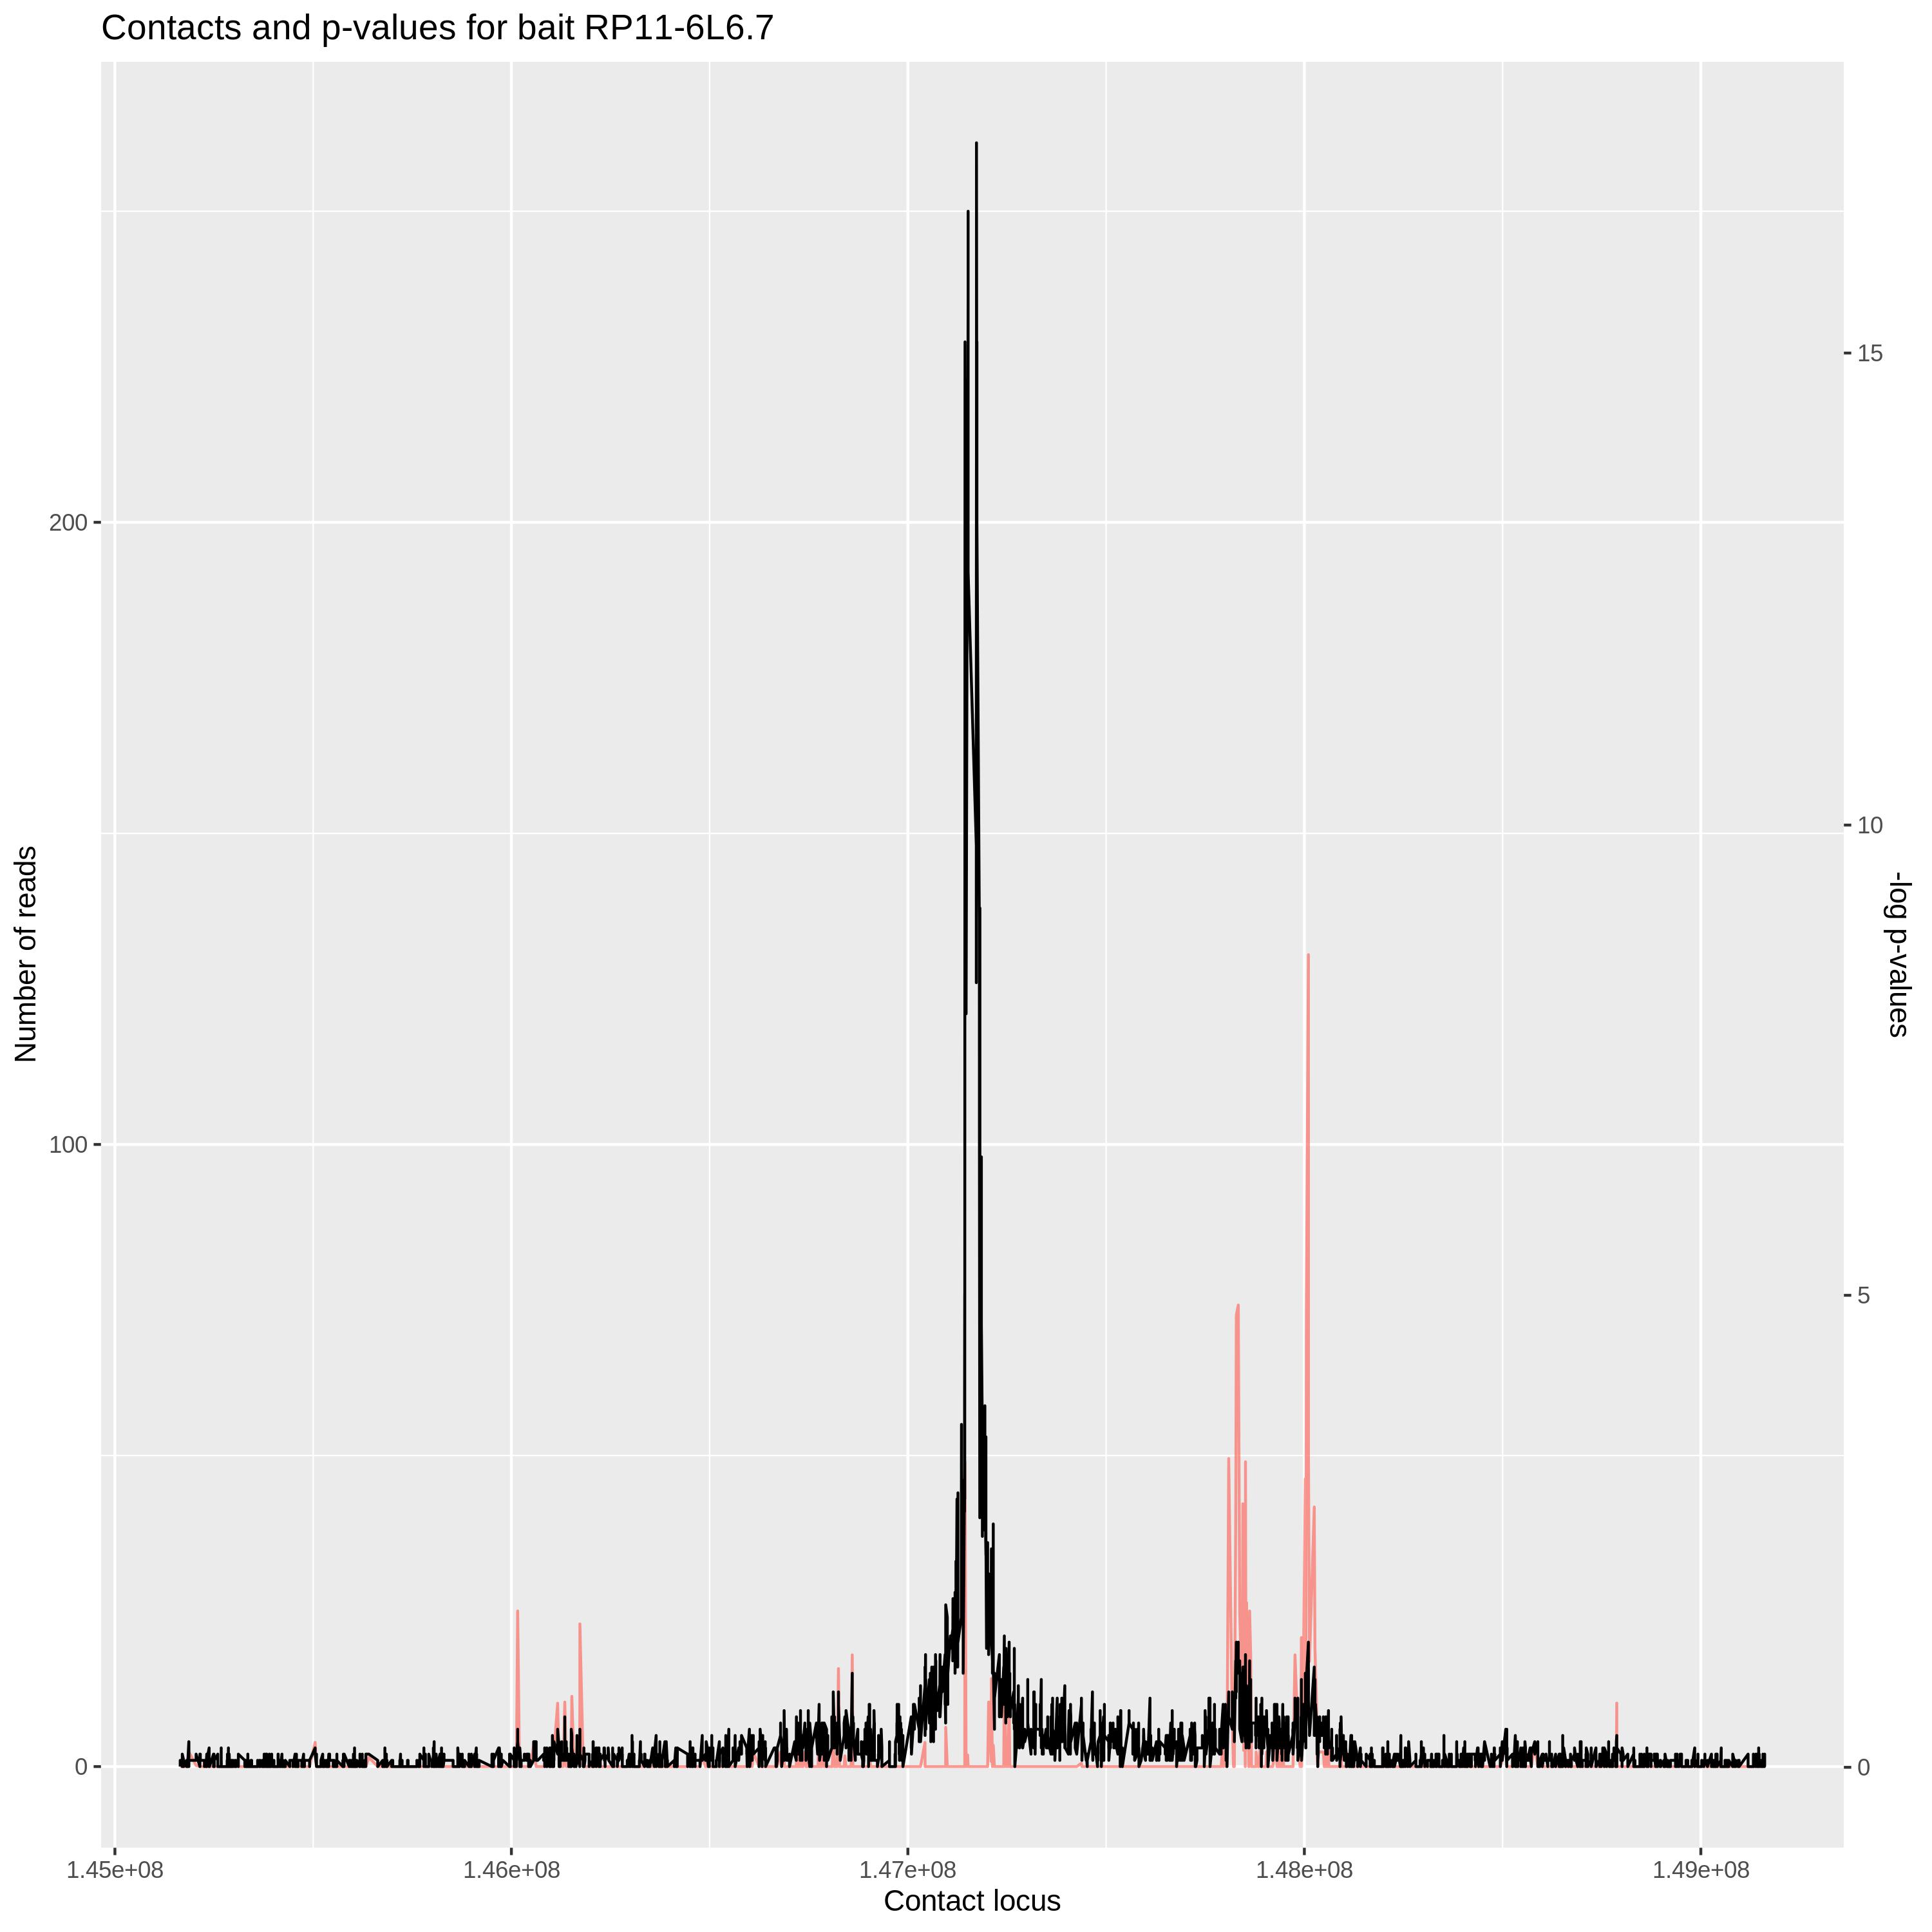 Contacts and p-values for bait RP11-6L6.7
Number of reads
200
100
0
15
10
5
0
-log p-values
1.45e+08 1.46e+08 1.47e+08 1.48e+08 1.49e+08
Contact locus